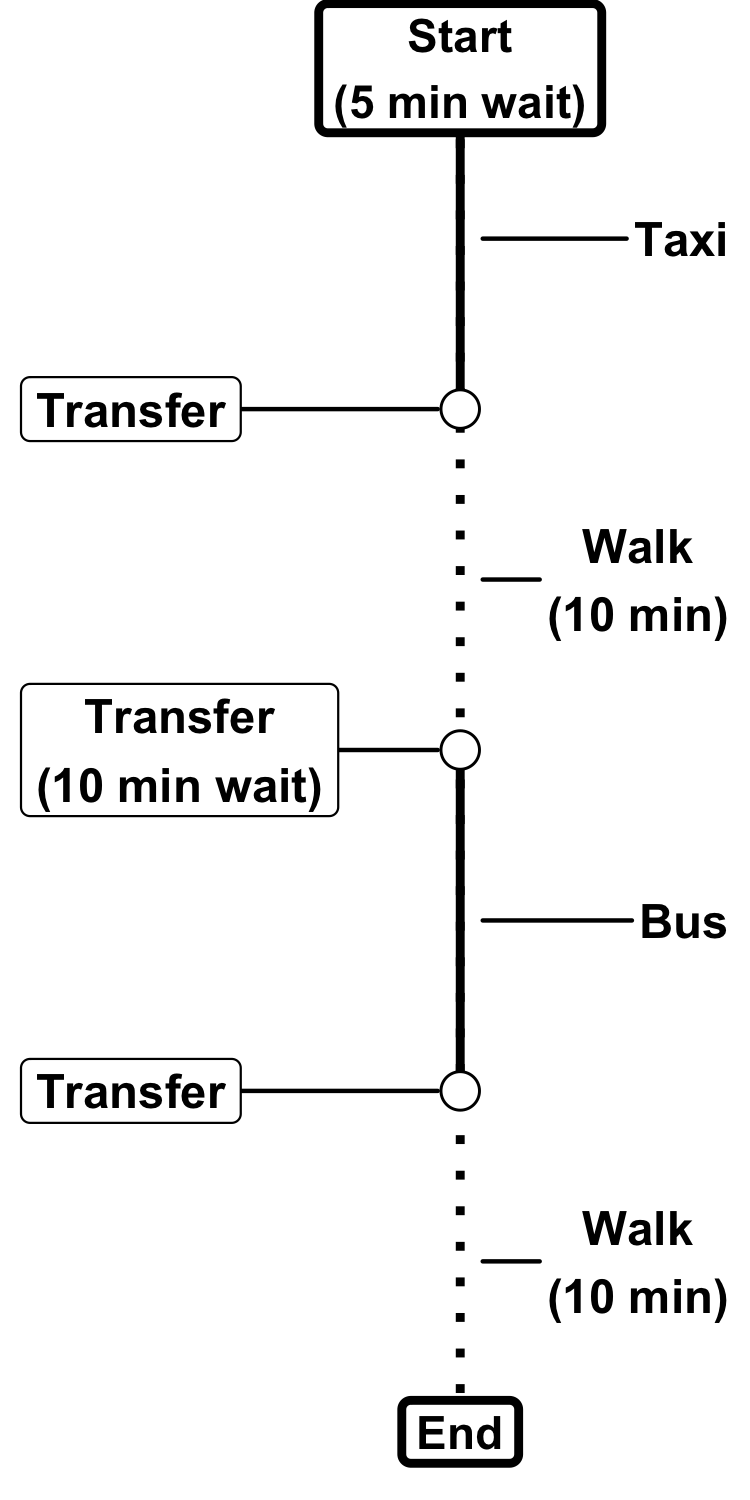 Start
(5 min wait)
Taxi
Transfer
Walk
(10 min)
Transfer
(10 min wait)
Bus
Transfer
Walk
(10 min)
End